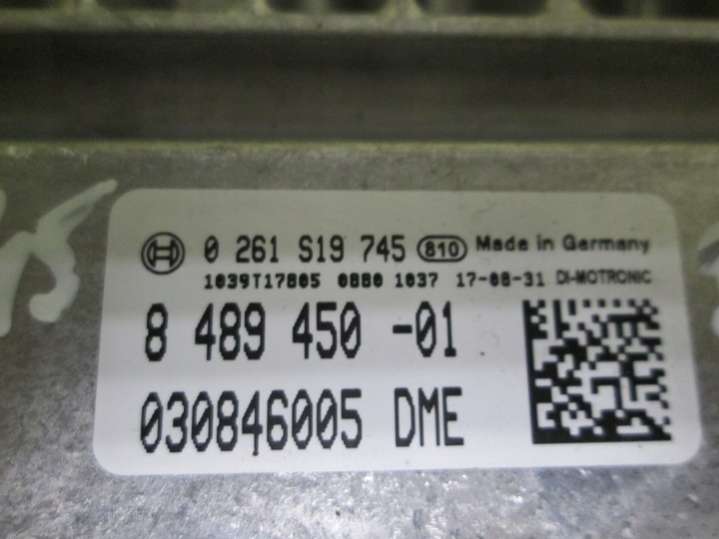 0 261 S19 745 810 Made in Germany
1039T17805 0880 1037 17-08-31 DI-MOTRONIC
8 489 450 -01
030846005 DME